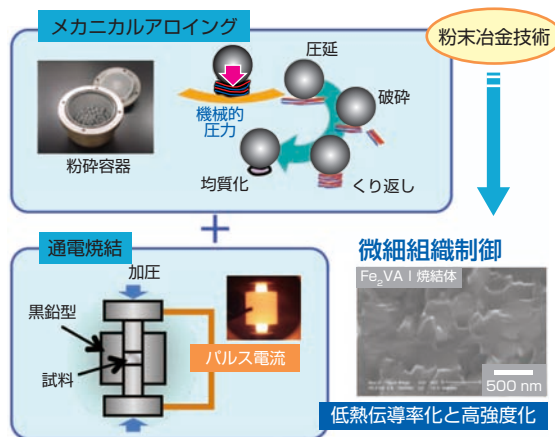 メカニカルアロイング
粉末冶金技術
圧延
破砕
機械的
圧力
粉砕容器
均質化
くり返し
+
通電焼結
加圧
黒鉛型
試料
パルス電流
微細組織制御
Fe₂VAl焼結体
500 nm
低熱伝導率化と高強度化